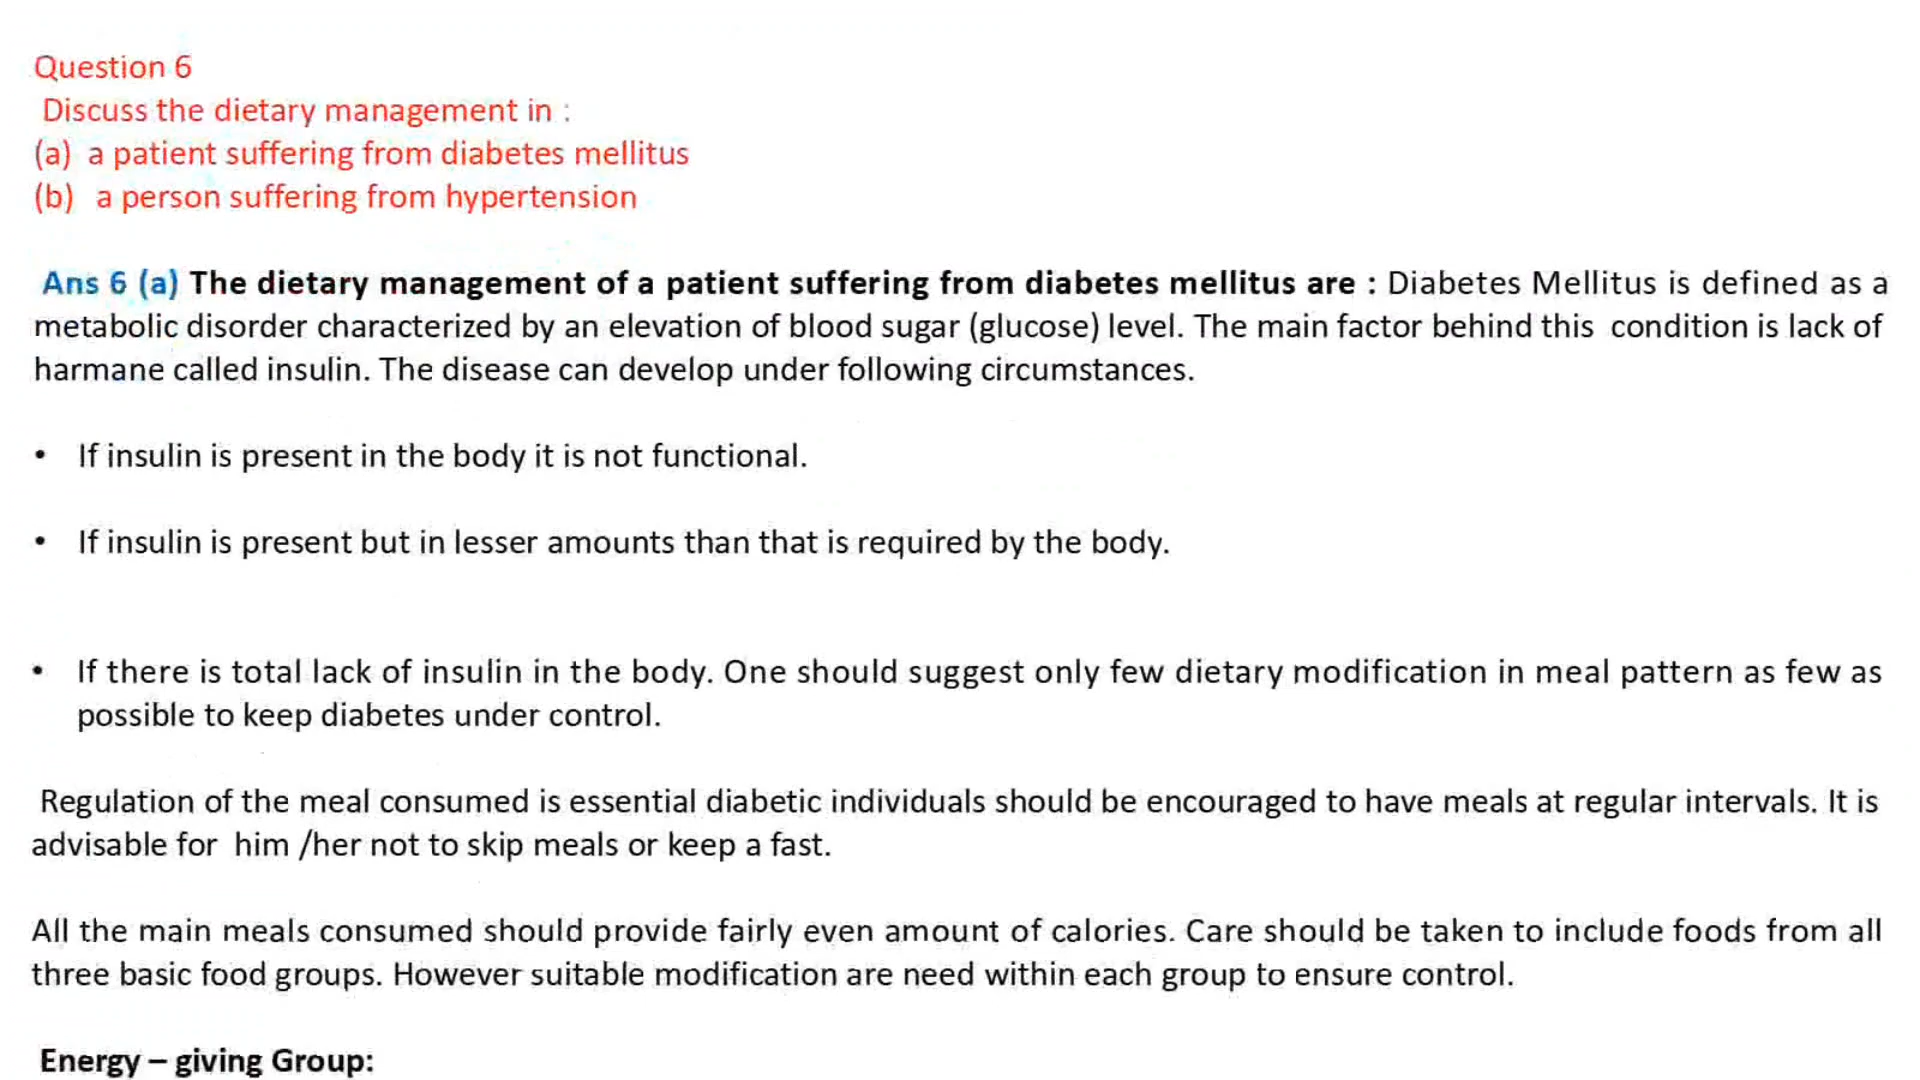 Question 6
Discuss the dietary management in :
(a) a patient suffering from diabetes mellitus
(b) a person suffering from hypertension
Ans 6 (a) The dietary management of a patient suffering from diabetes mellitus are : Diabetes Mellitus is defined as a
metabolic disorder characterized by an elevation of blood sugar (glucose) level. The main factor behind this condition is lack of
harmane called insulin. The disease can develop under following circumstances.
• If insulin is present in the body it is not functional.
• If insulin is present but in lesser amounts than that is required by the body.
• If there is total lack of insulin in the body. One should suggest only few dietary modification in meal pattern as few as
possible to keep diabetes under control.
Regulation of the meal consumed is essential diabetic individuals should be encouraged to have meals at regular intervals. It is
advisable for him /her not to skip meals or keep a fast.
All the main meals consumed should provide fairly even amount of calories. Care should be taken to include foods from all
three basic food groups. However suitable modification are need within each group to ensure control.
Energy – giving Group: